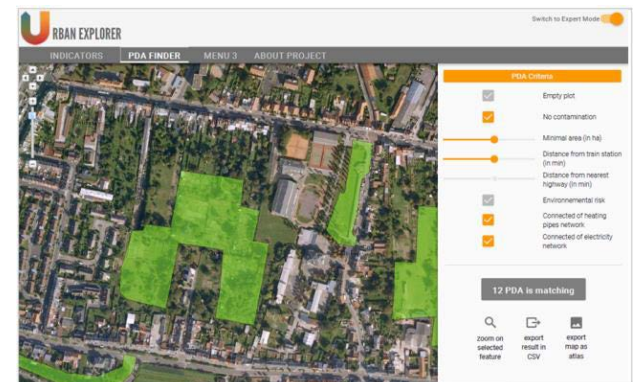 Switch to Expert Mode
U RBAN EXPLORER
INDICATORS PDA FINDER MENU 3 ABOUT PROJECT
PDA Criteria
Empty plot
No contamination
Minimal area (in ha)
Distance from train station
(in min)
Distance from nearest
highway (in min)
Environnemental risk
Connected of heating
pipes network
Connected of electricity
network
12 PDA is matching
zoom on
selected
feature
export
result in
CSV
export
map as
atlas